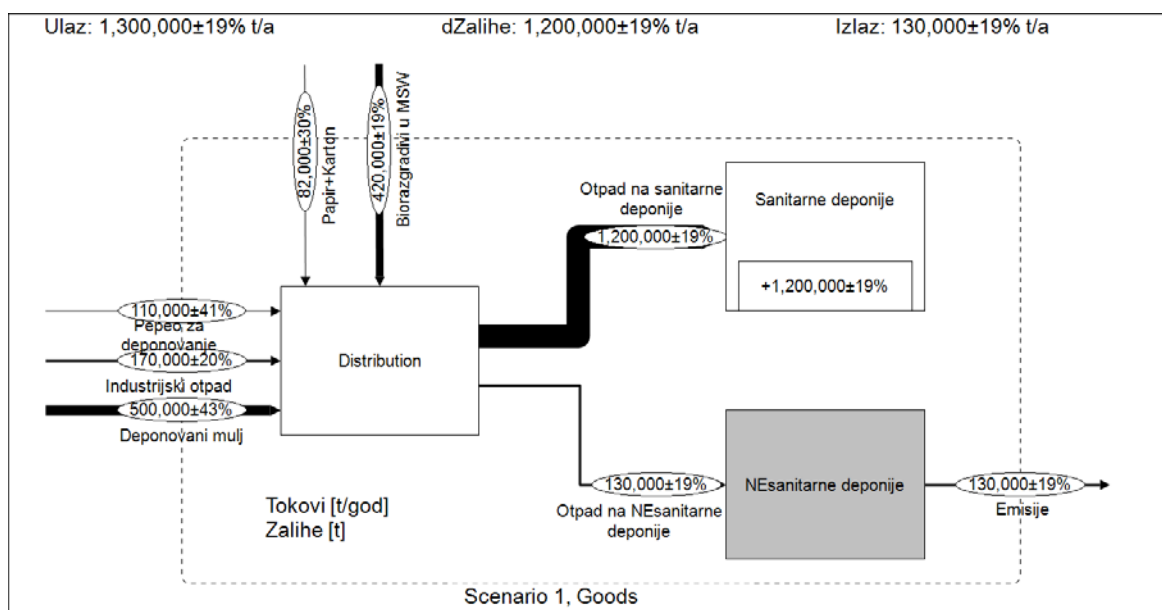 Ulaz: 1,300,000±19% t/a
dZalihe: 1,200,000±19% t/a
Izlaz: 130,000±19% t/a
82,000±30%
Papir+Karton
420,000±19%
Biorazgradivi u MSW
Otpad na sanitarne
deponije
1,200,000±19%
Sanitarne deponije
+1,200,000±19%
110,000±41%
Pepeo za
deponovanje
170,000±20%
Industrijski otpad
500,000±43%
Deponovani mulj
Distribution
130,000±19%
Otpad na NEsanitarne
deponije
NEsanitarne deponije
130,000±19%
Emisije
Tokovi [t/god]
Zalihe [t]
Scenario 1, Goods